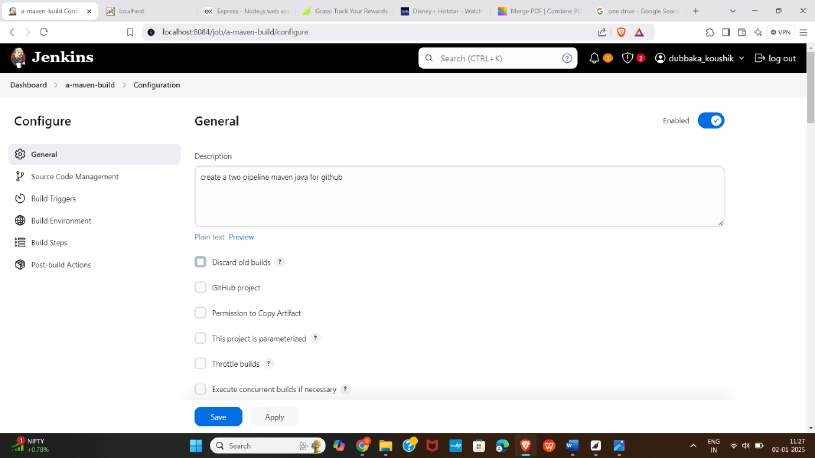 a-maven-build Conf
localhost
Express - Node.js web a
Grass: Track Your Rewards
Disney+ Hotstar - Watch
Merge PDF | Combine PD
one drive - Google Searc
localhost:8084/job/a-maven-build/configure
VPN
Jenkins
Search (CTRL+K)
?
1
2
dubbaka_koushik
log out
Dashboard > a-maven-build > Configuration
Configure
General
Source Code Management
Build Triggers
Build Environment
Build Steps
Post-build Actions
General
Enabled
Description
create a two pipeline maven java for github
Plain text Preview
Discard old builds ?
GitHub project
Permission to Copy Artifact
This project is parameterized ?
Throttle builds ?
Execute concurrent builds if necessary ?
Save
Apply
1
NIFTY
+0.78%
Search
ENG
IN
11:27
02-01-2025